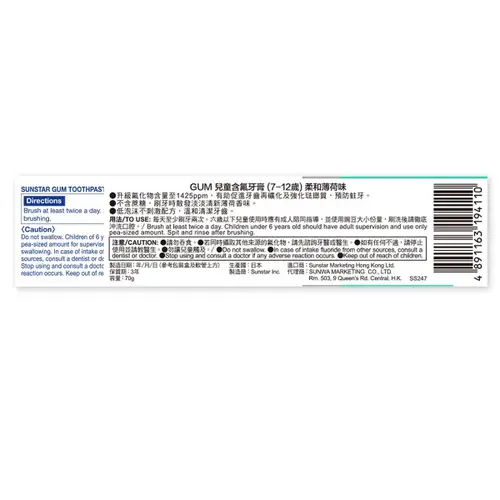 SUNSTAR GUM TOOTHPAST
Directions
Brush at least twice a day,
brushing.
〈Caution〉
Do not swallow. Children of 6 y
pea-sized amount for supervis
swallowing. In case of intake o
consults, consult a dentist or d
Stop using and consult a docto
reaction occurs. Keep out of
GUM 兒童含氟牙膏 (7-12歲) 柔和薄荷味
●升級氟化物含量至1425ppm，有助促進牙齒再礦化及強化琺瑯質，預防蛀牙。
●不含蔗糖，刷牙時散發淡淡清新薄荷香味。
●低泡沫不刺激配方，溫和清潔牙齒。
用法/TO USE: 每天至少刷牙兩次。六歲以下兒童使用時應有成人陪同指導，並使用豌豆大小份量，刷洗後請徹底
沖洗口腔。/ Brush at least twice a day. Children under 6 years old should have adult supervision and use only
pea-sized amount. Spit and rinse after brushing.
注意/CAUTION: ●請勿吞食。●若同時攝取其他來源的氟化物，請先諮詢牙醫或醫生。●如有任何不適，請停止
使用並請教醫生。●勿讓兒童觸及。/ ●Do not swallow. ●In case of intake fluoride from other sources, consult a
dentist or doctor. ●Stop using and consult a doctor if any adverse reaction occurs. ●Keep out of reach of children.
製造日期：年/月/日 (參考包裝盒及軟管上方) 生產國：日本 進口商：Sunstar Marketing Hong Kong Ltd.
保質期：3年 製造商：Sunstar Inc. 代理商：SUNWA MARKETING CO., LTD.
容量：70g Rm. 503, 9 Queen's Rd. Central, H.K. SS247
4 891163 194110